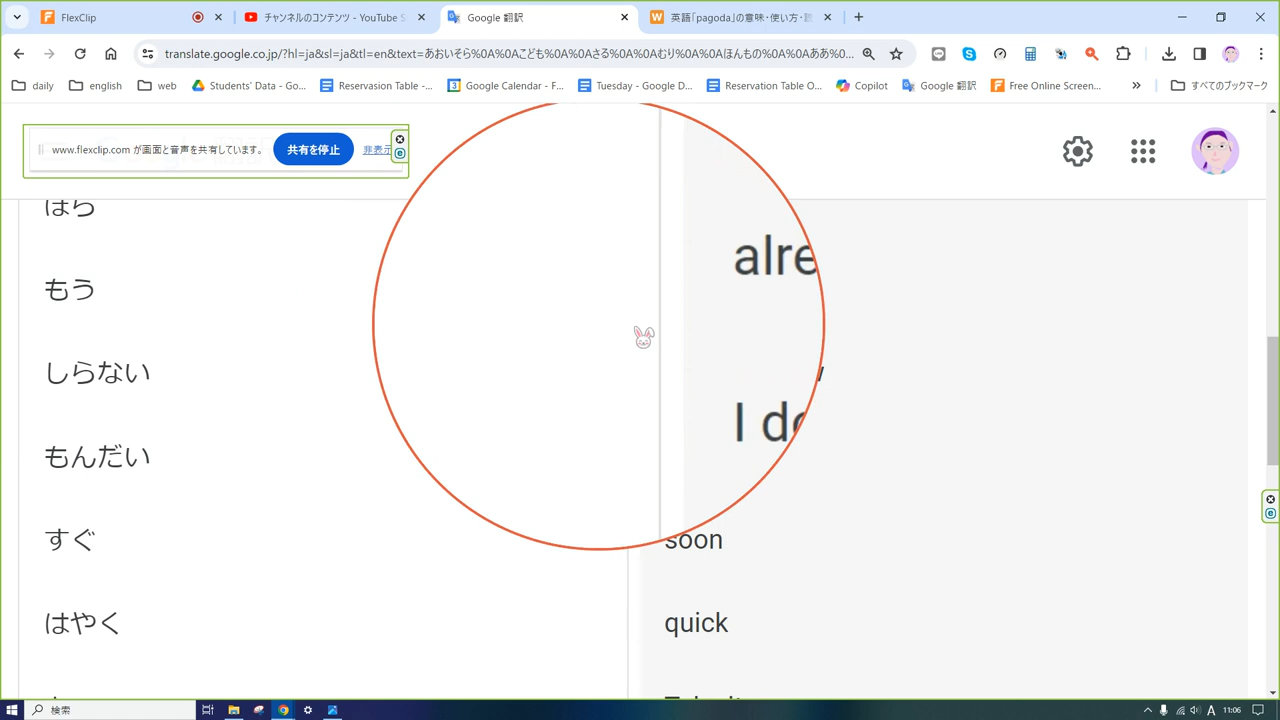 FlexClip
チャンネルのコンテンツ - YouTube S
Google 翻訳
英語「pagoda」の意味・使い方・読
translate.google.co.jp/?hl=ja&sl=ja&tl=en&text=あおいそら%0A%0Aこども%0A%0Aさる%0A%0Aむり%0A%0Aほんもの%0A%0Aああ%0...
daily
english
web
Students' Data - Go...
Reservasion Table -...
Google Calendar - F...
Tuesday - Google D...
Reservation Table O...
Copilot
Google 翻訳
Free Online Screen...
»
すべてのブックマーク
www.flexclip.com が画面と音声を共有しています。
共有を停止
非表示
はら
もう
しらない
もんだい
すぐ
はやく
alre
I do
soon
quick
検索
A
11:06